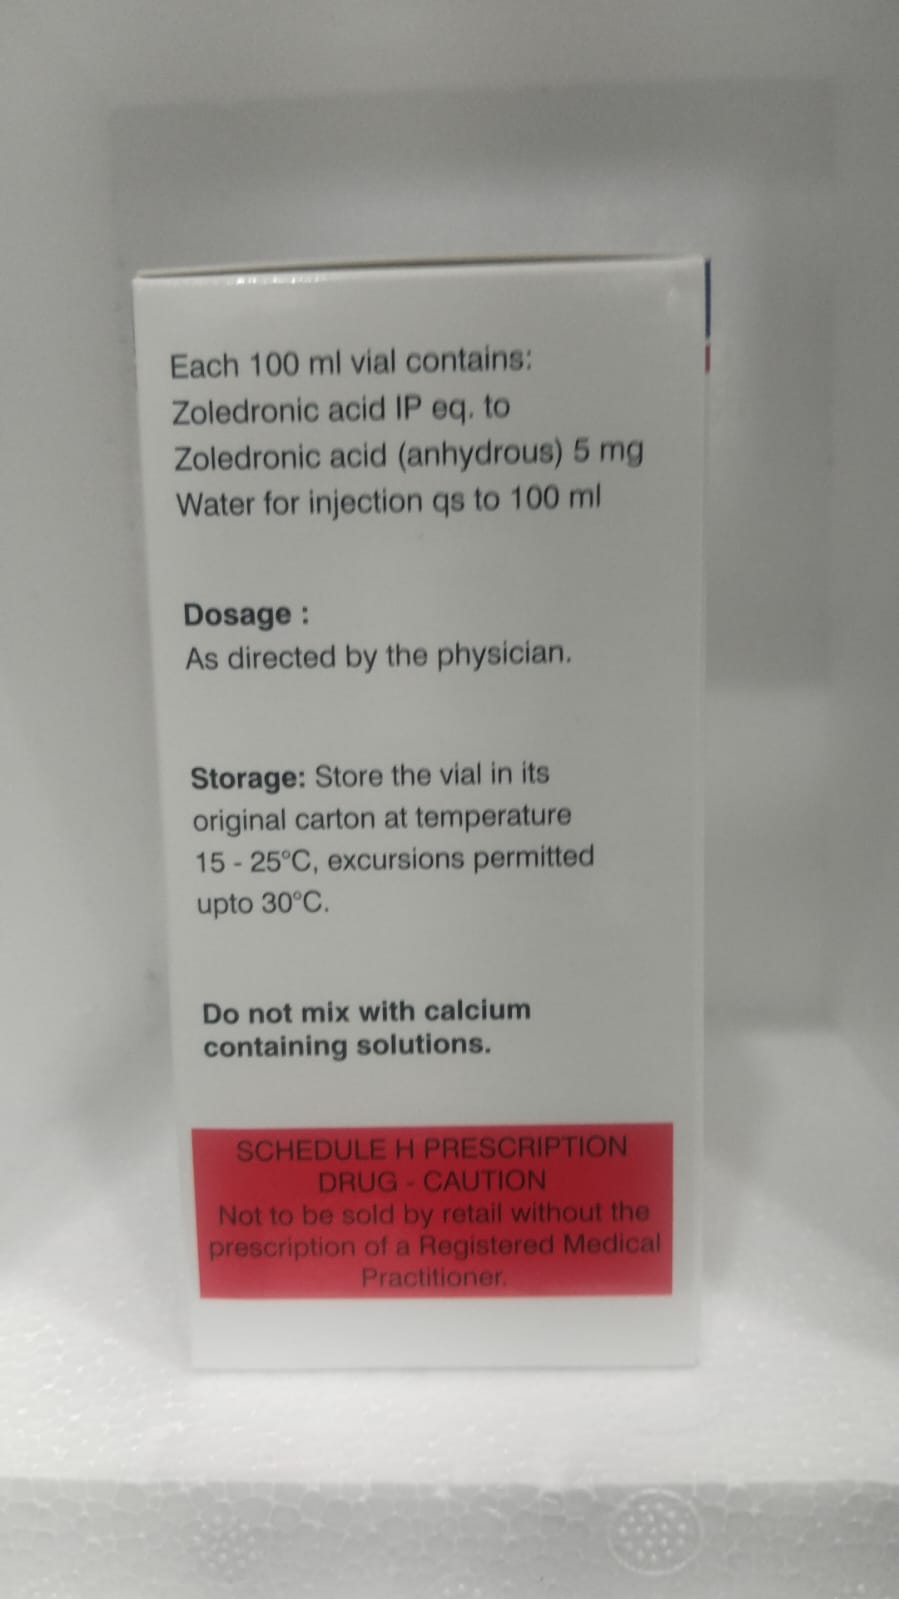 Each 100 ml vial contains:
Zoledronic acid IP eq. to
Zoledronic acid (anhydrous) 5 mg
Water for injection qs to 100 ml
Dosage :
As directed by the physician.
Storage: Store the vial in its
original carton at temperature
15 - 25°C, excursions permitted
upto 30°C.
Do not mix with calcium
containing solutions.
SCHEDULE H PRESCRIPTION
DRUG - CAUTION
Not to be sold by retail without the
prescription of a Registered Medical
Practitioner.